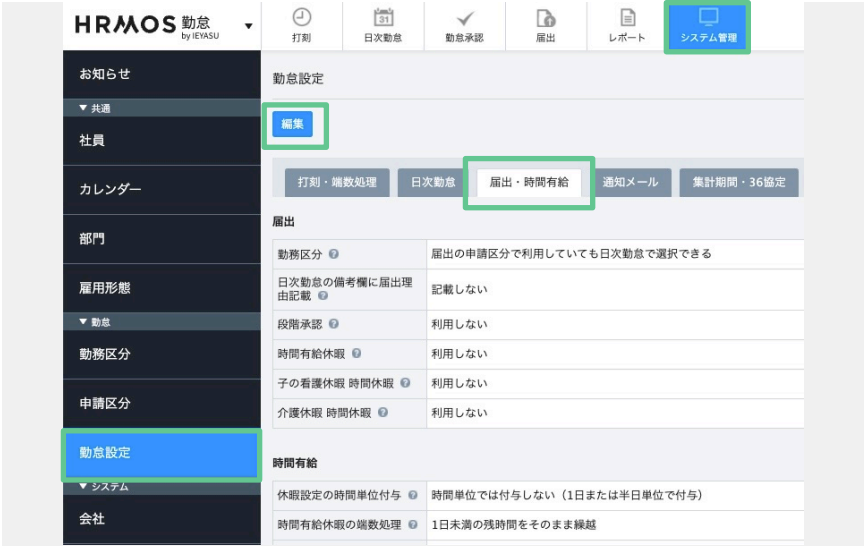 HRMOS 勤怠
by IEYASU
打刻
31
日次勤怠
勤怠承認
届出
レポート
システム管理
お知らせ
▼ 共通
社員
カレンダー
部門
雇用形態
▼ 勤怠
勤務区分
申請区分
勤怠設定
▼ システム
会社
勤怠設定
編集
打刻・端数処理
日次勤怠
届出・時間有給
通知メール
集計期間・36協定
届出
勤務区分 ?
届出の申請区分で利用していても日次勤怠で選択できる
日次勤怠の備考欄に届出理
由記載 ?
記載しない
段階承認 ?
利用しない
時間有給休暇 ?
利用しない
子の看護休暇 時間休暇 ?
利用しない
介護休暇 時間休暇 ?
利用しない
時間有給
休暇設定の時間単位付与 ?
時間単位では付与しない（1日または半日単位で付与）
時間有給休暇の端数処理 ?
1日未満の残時間をそのまま繰越